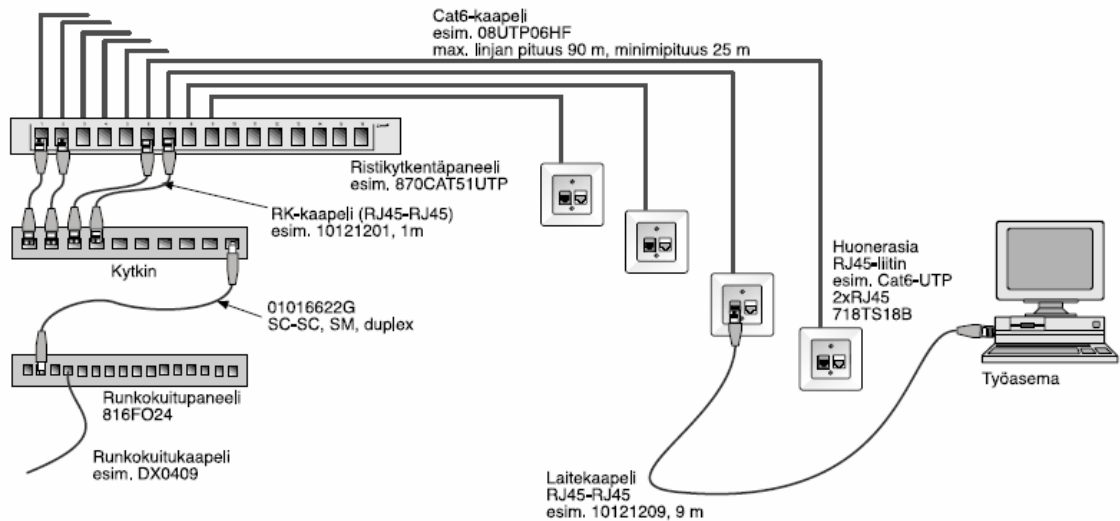 Cat6-kaapeli
esim. 08UTP06HF
max. linjan pituus 90 m, minimipituus 25 m
Ristikytkentäpaneeli
esim. 870CAT51UTP
RK-kaapeli (RJ45-RJ45)
esim. 10121201, 1m
Kytkin
01016622G
SC-SC, SM, duplex
Runkokuitupaneeli
816FO24
Runkokuitukaapeli
esim. DX0409
Huonerasia
RJ45-liitin
esim. Cat6-UTP
2xRJ45
718TS18B
Työasema
Laitekaapeli
RJ45-RJ45
esim. 10121209, 9 m